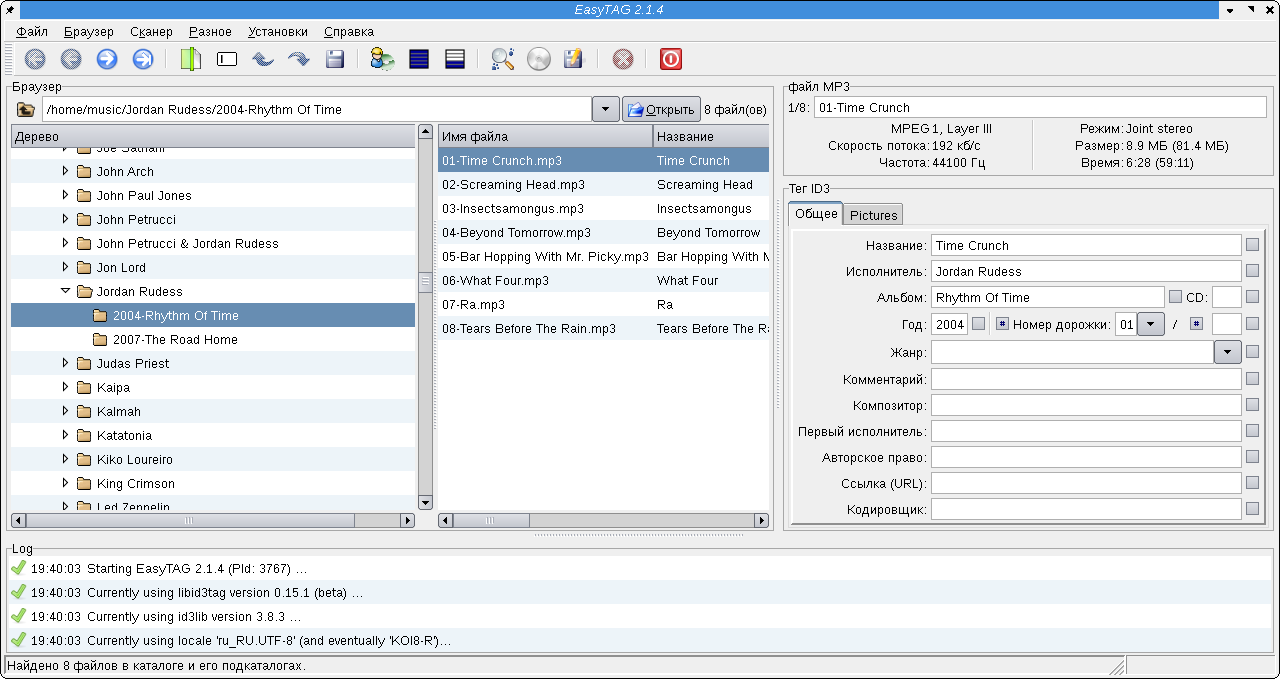 EasyTAG 2.1.4
Файл Браузер Сканер Разное Установки Справка
Браузер
/home/music/Jordan Rudess/2004-Rhythm Of Time Открыть 8 файл(ов)
Дерево
Joe Satriani
John Arch
John Paul Jones
John Petrucci
John Petrucci & Jordan Rudess
Jon Lord
Jordan Rudess
2004-Rhythm Of Time
2007-The Road Home
Judas Priest
Kaipa
Kalmah
Katatonia
Kiko Loureiro
King Crimson
Led Zeppelin
Имя файла Название
01-Time Crunch.mp3 Time Crunch
02-Screaming Head.mp3 Screaming Head
03-Insectsamongus.mp3 Insectsamongus
04-Beyond Tomorrow.mp3 Beyond Tomorrow
05-Bar Hopping With Mr. Picky.mp3 Bar Hopping With M
06-What Four.mp3 What Four
07-Ra.mp3 Ra
08-Tears Before The Rain.mp3 Tears Before The Ra
файл MP3
1/8: 01-Time Crunch
MPEG 1, Layer III Режим: Joint stereo
Скорость потока: 192 кб/с Размер: 8.9 МБ (81.4 МБ)
Частота: 44100 Гц Время: 6:28 (59:11)
Тег ID3
Общее Pictures
Название: Time Crunch
Исполнитель: Jordan Rudess
Альбом: Rhythm Of Time CD:
Год: 2004 # Номер дорожки: 01 / #
Жанр:
Комментарий:
Композитор:
Первый исполнитель:
Авторское право:
Ссылка (URL):
Кодировщик:
Log
19:40:03 Starting EasyTAG 2.1.4 (PId: 3767) ...
19:40:03 Currently using libid3tag version 0.15.1 (beta) ...
19:40:03 Currently using id3lib version 3.8.3 ...
19:40:03 Currently using locale 'ru_RU.UTF-8' (and eventually 'KOI8-R')...
Найдено 8 файлов в каталоге и его подкаталогах.